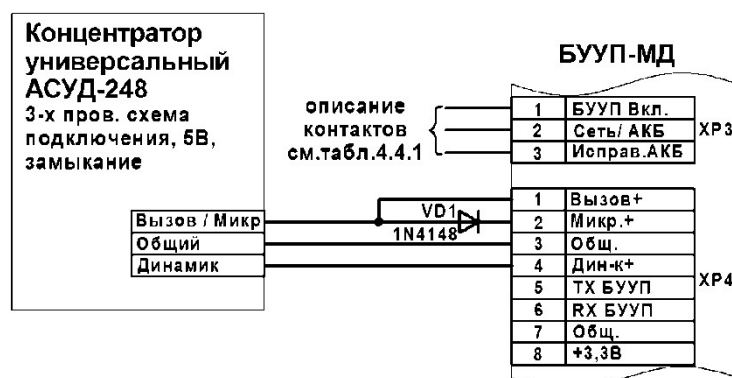 Концентратор
универсальный
АСУД-248
3-х пров. схема
подключения, 5В,
замыкание
Вызов / Микр
Общий
Динамик
описание
контактов
см.табл.4.4.1
VD1
1N4148
БУУП-МД
1 БУУП Вкл.
2 Сеть/ АКБ
3 Исправ.АКБ
XP3
1 Вызов+
2 Микр.+
3 Общ.
4 Дин-к+
5 TX БУУП
6 RX БУУП
7 Общ.
8 +3,3В
XP4